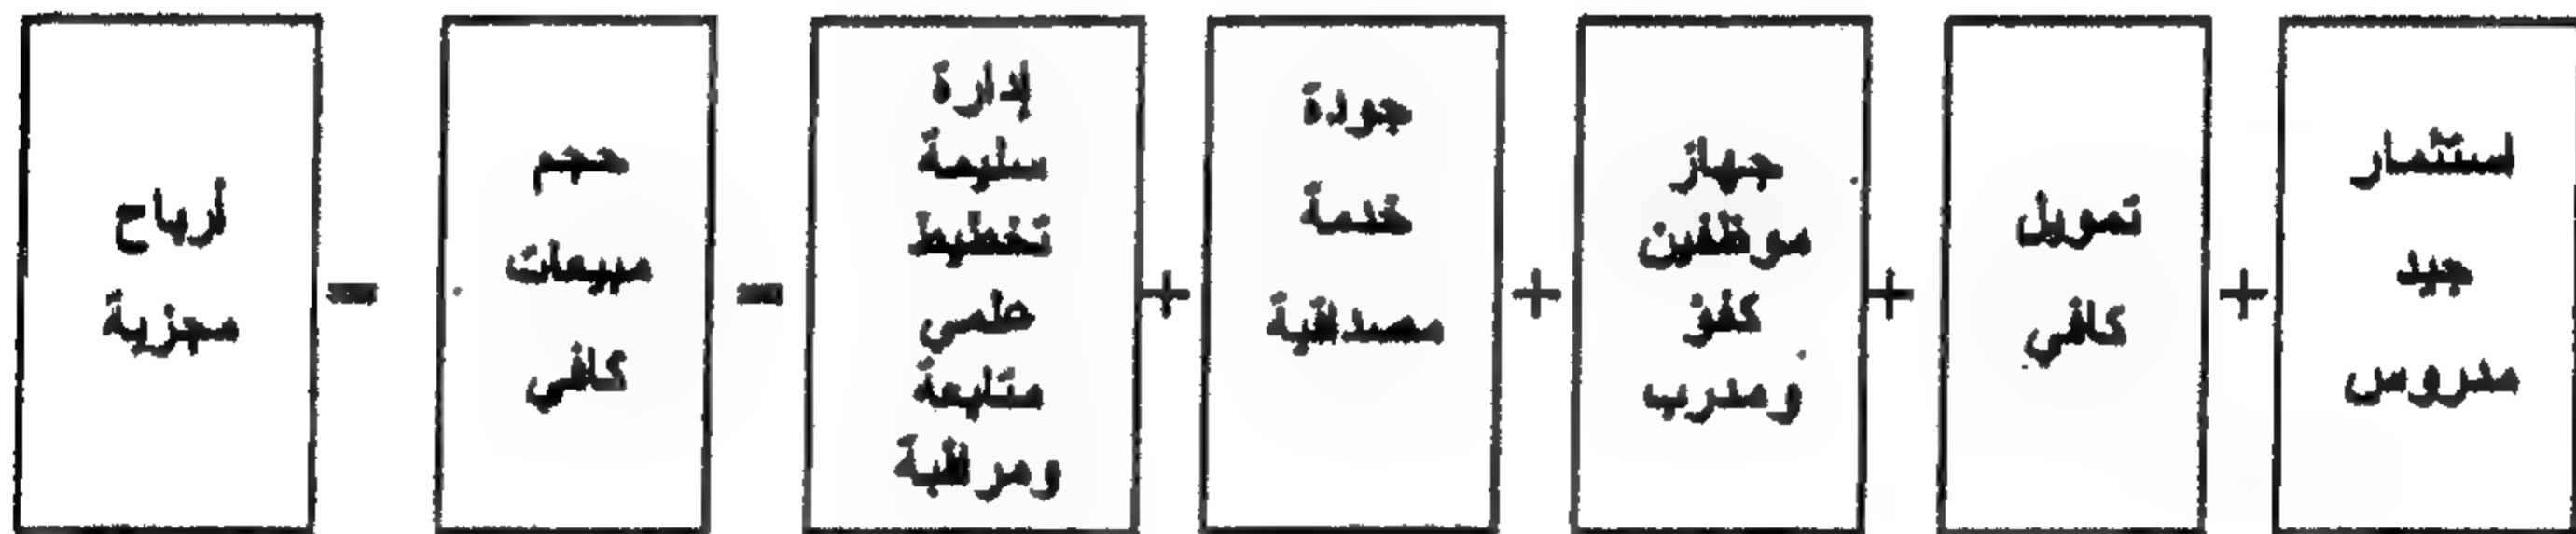 استثمار
جيد
مدروس
+
تمويل
كافي
+
جهاز
موظفين
كفؤ
ومدرب
+
جودة
خدمة
مصداقية
+
إدارة
سليمة
تخطيط
علمي
متابعة
ومراقبة
=
حجم
مبيعات
كافي
=
أرباح
مجزية